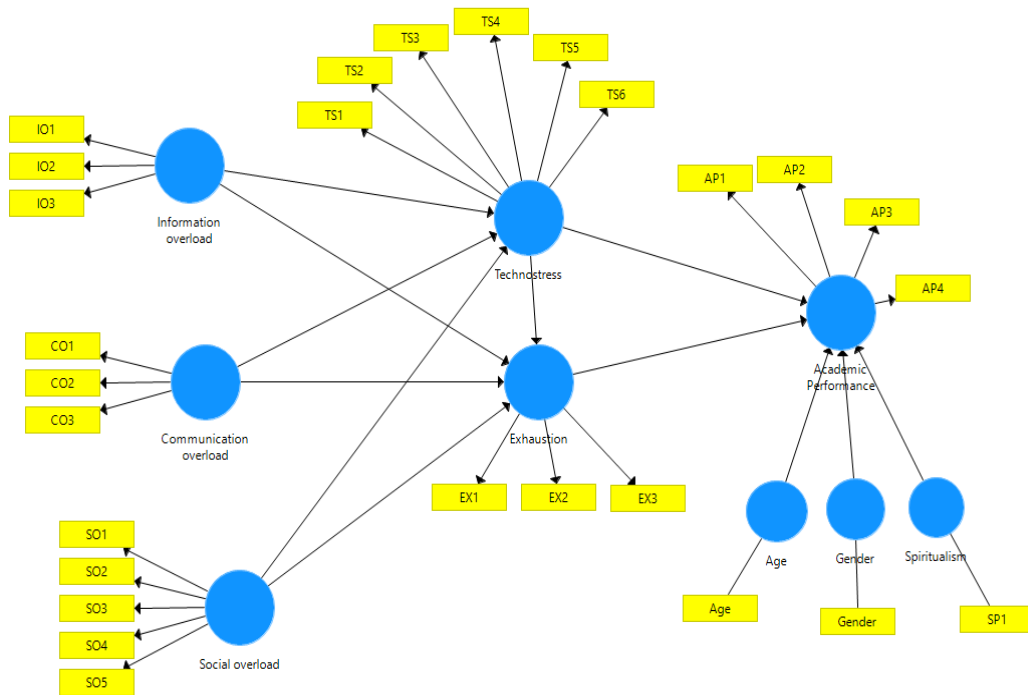 TS4
TS3
TS5
TS2
TS6
TS1
IO1
IO2
IO3
Information
overload
AP2
AP1
AP3
AP4
Technostress
CO1
CO2
CO3
Communication
overload
Academic
Performance
Exhaustion
EX1
EX2
EX3
SO1
SO2
SO3
SO4
SO5
Social overload
Age
Gender
Spiritualism
Age
Gender
SP1